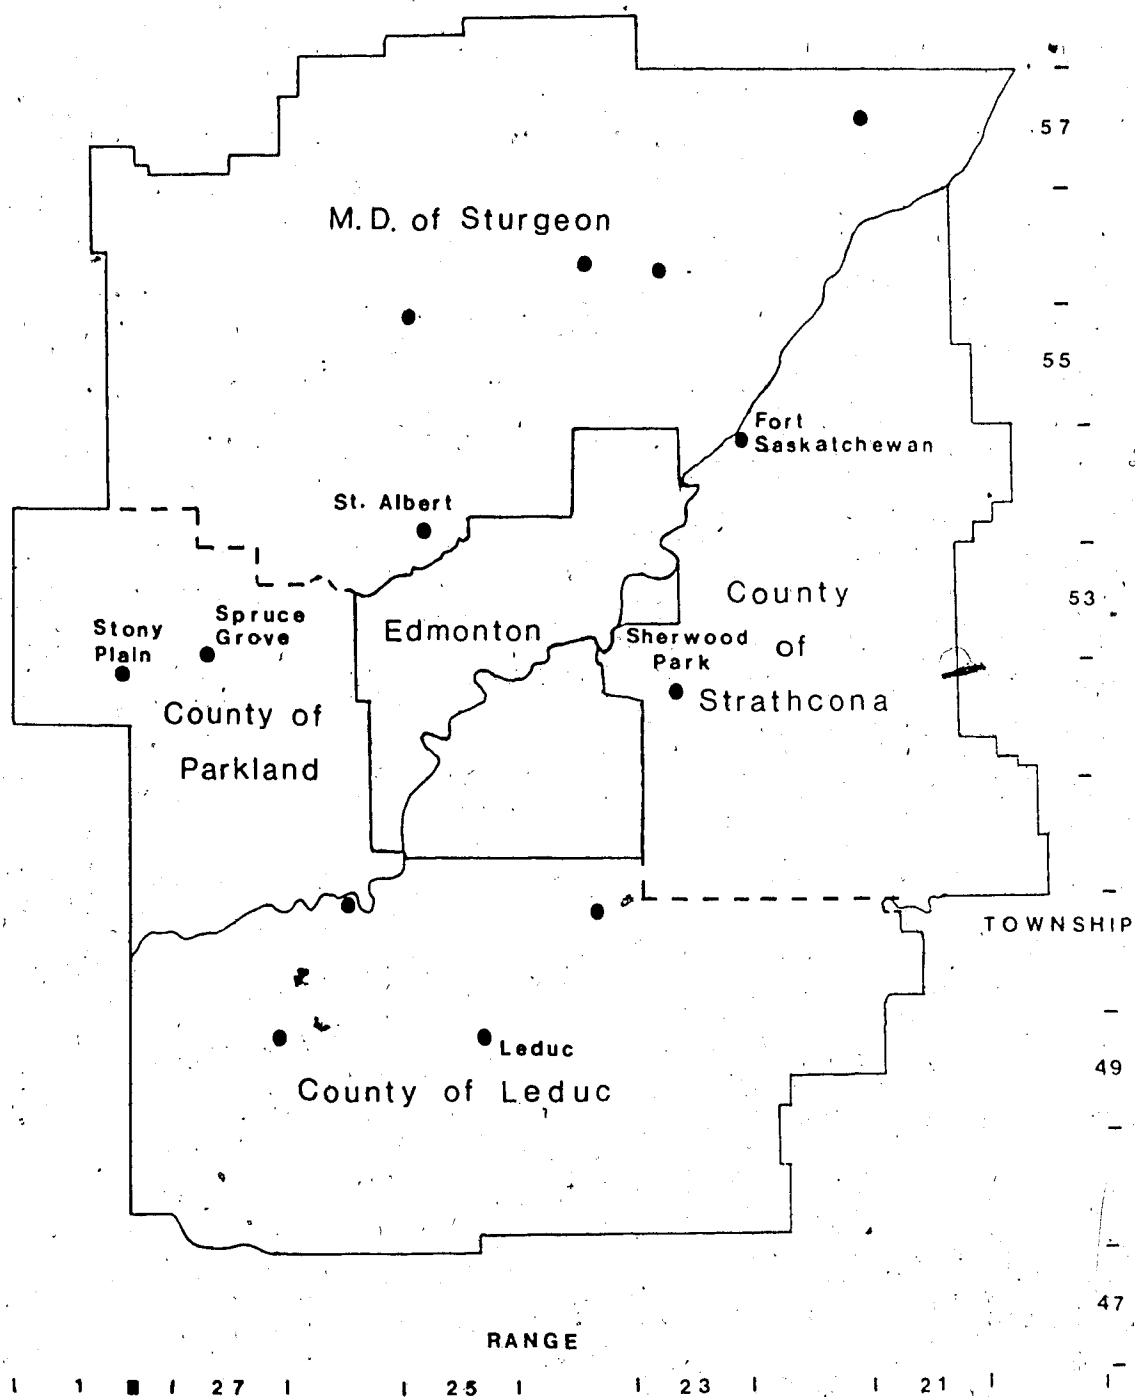 57
M.D. of Sturgeon
55
Fort
Saskatchewan
St. Albert
County
53
Spruce
Grove
Stony
Plain
Edmonton
Sherwood
Park
of
Strathcona
County of
Parkland
TOWNSHIP
Leduc
49
County of Leduc
47
RANGE
1 27 25 23 21